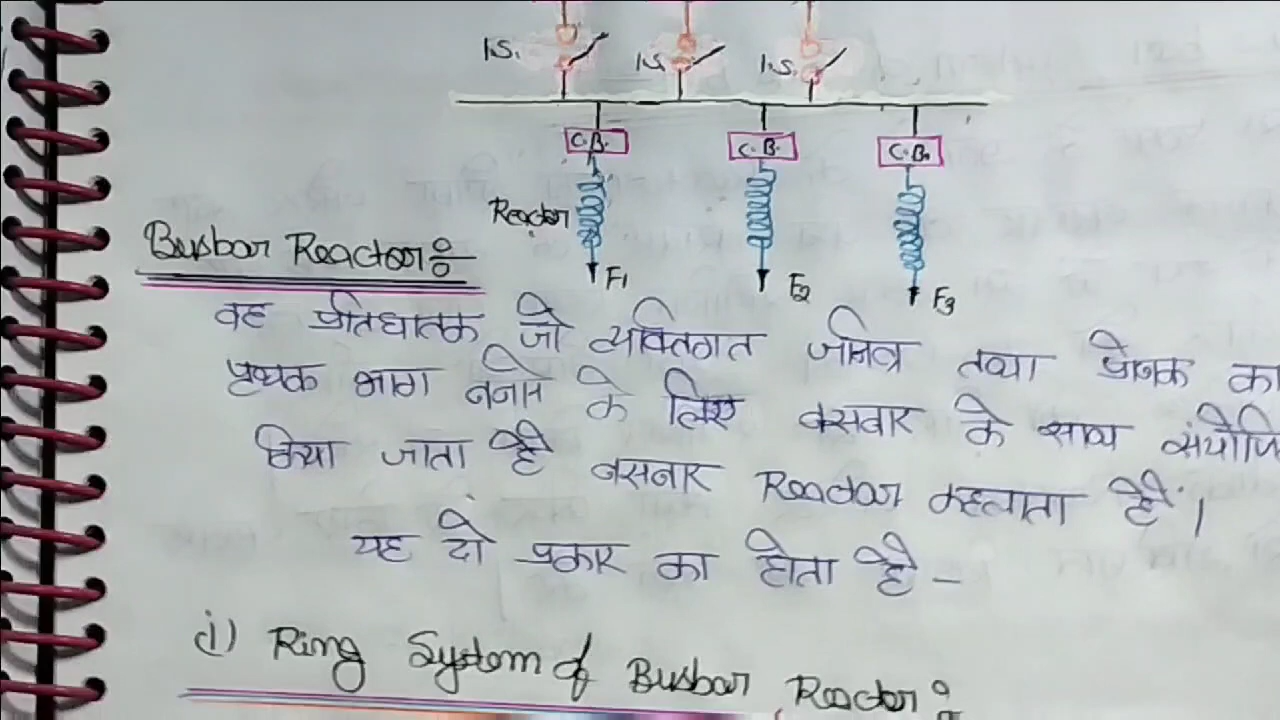 I.S. I.S. I.S.
C.B. C.B. C.B.
Reactor
F1 F2 F3
Busbar Reactor:-
वह प्रतिघातक जो व्यक्तिगत जनित्र तथा प्रेषक का
पृथक भाग बनाने के लिए बसबार के साथ संयोजि
किया जाता है बसबार Reactor कहलाता है।
यह दो प्रकार का होता है -
(i) Ring System of Busbar Reactor: